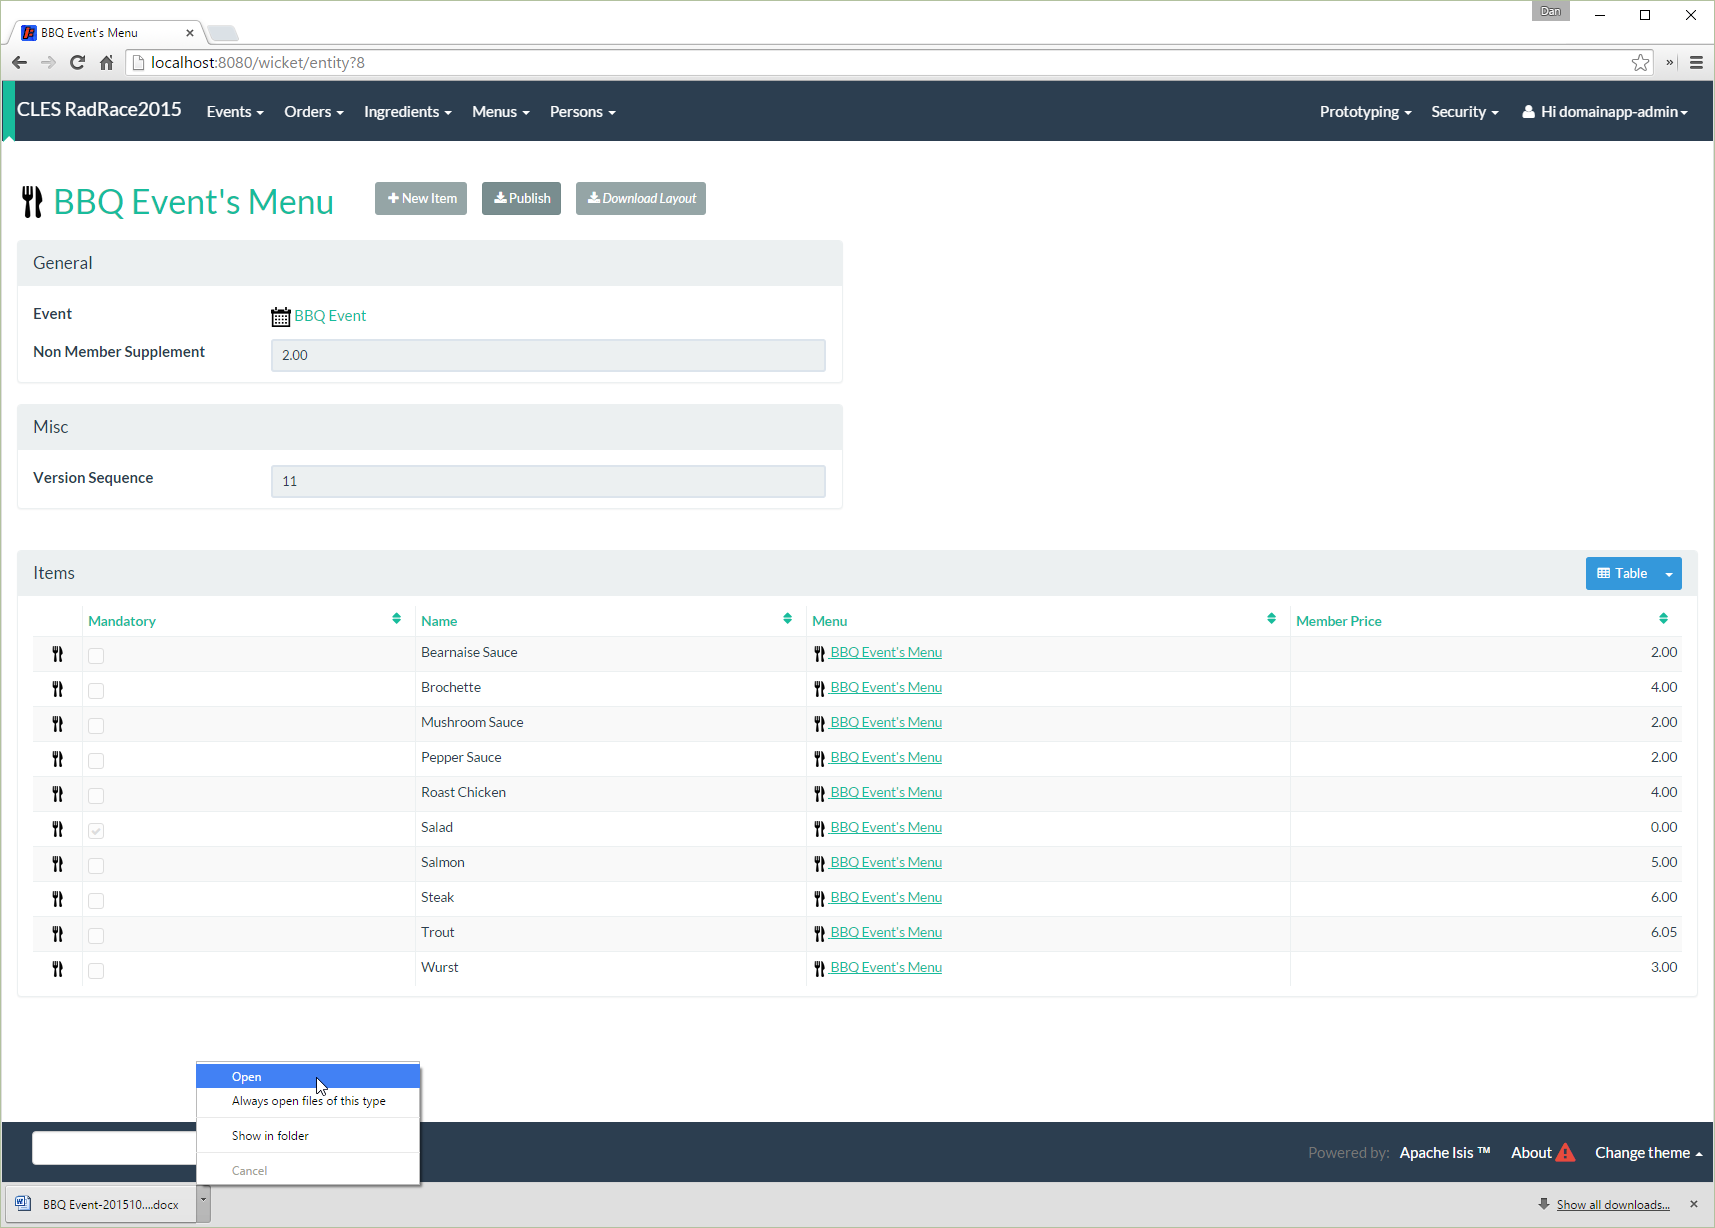 Dan
BBQ Event's Menu
localhost:8080/wicket/entity?8
CLES RadRace2015 Events Orders Ingredients Menus Persons Prototyping Security Hi domainapp-admin
BBQ Event's Menu New Item Publish Download Layout
General
Event BBQ Event
Non Member Supplement 2.00
Misc
Version Sequence 11
Items Table
Mandatory Name Menu Member Price
Bearnaise Sauce BBQ Event's Menu 2.00
Brochette BBQ Event's Menu 4.00
Mushroom Sauce BBQ Event's Menu 2.00
Pepper Sauce BBQ Event's Menu 2.00
Roast Chicken BBQ Event's Menu 4.00
Salad BBQ Event's Menu 0.00
Salmon BBQ Event's Menu 5.00
Steak BBQ Event's Menu 6.00
Trout BBQ Event's Menu 6.05
Wurst BBQ Event's Menu 3.00
Open
Always open files of this type
Show in folder
Cancel
Powered by: Apache Isis ™ About Change theme
BBQ Event-201510....docx Show all downloads...